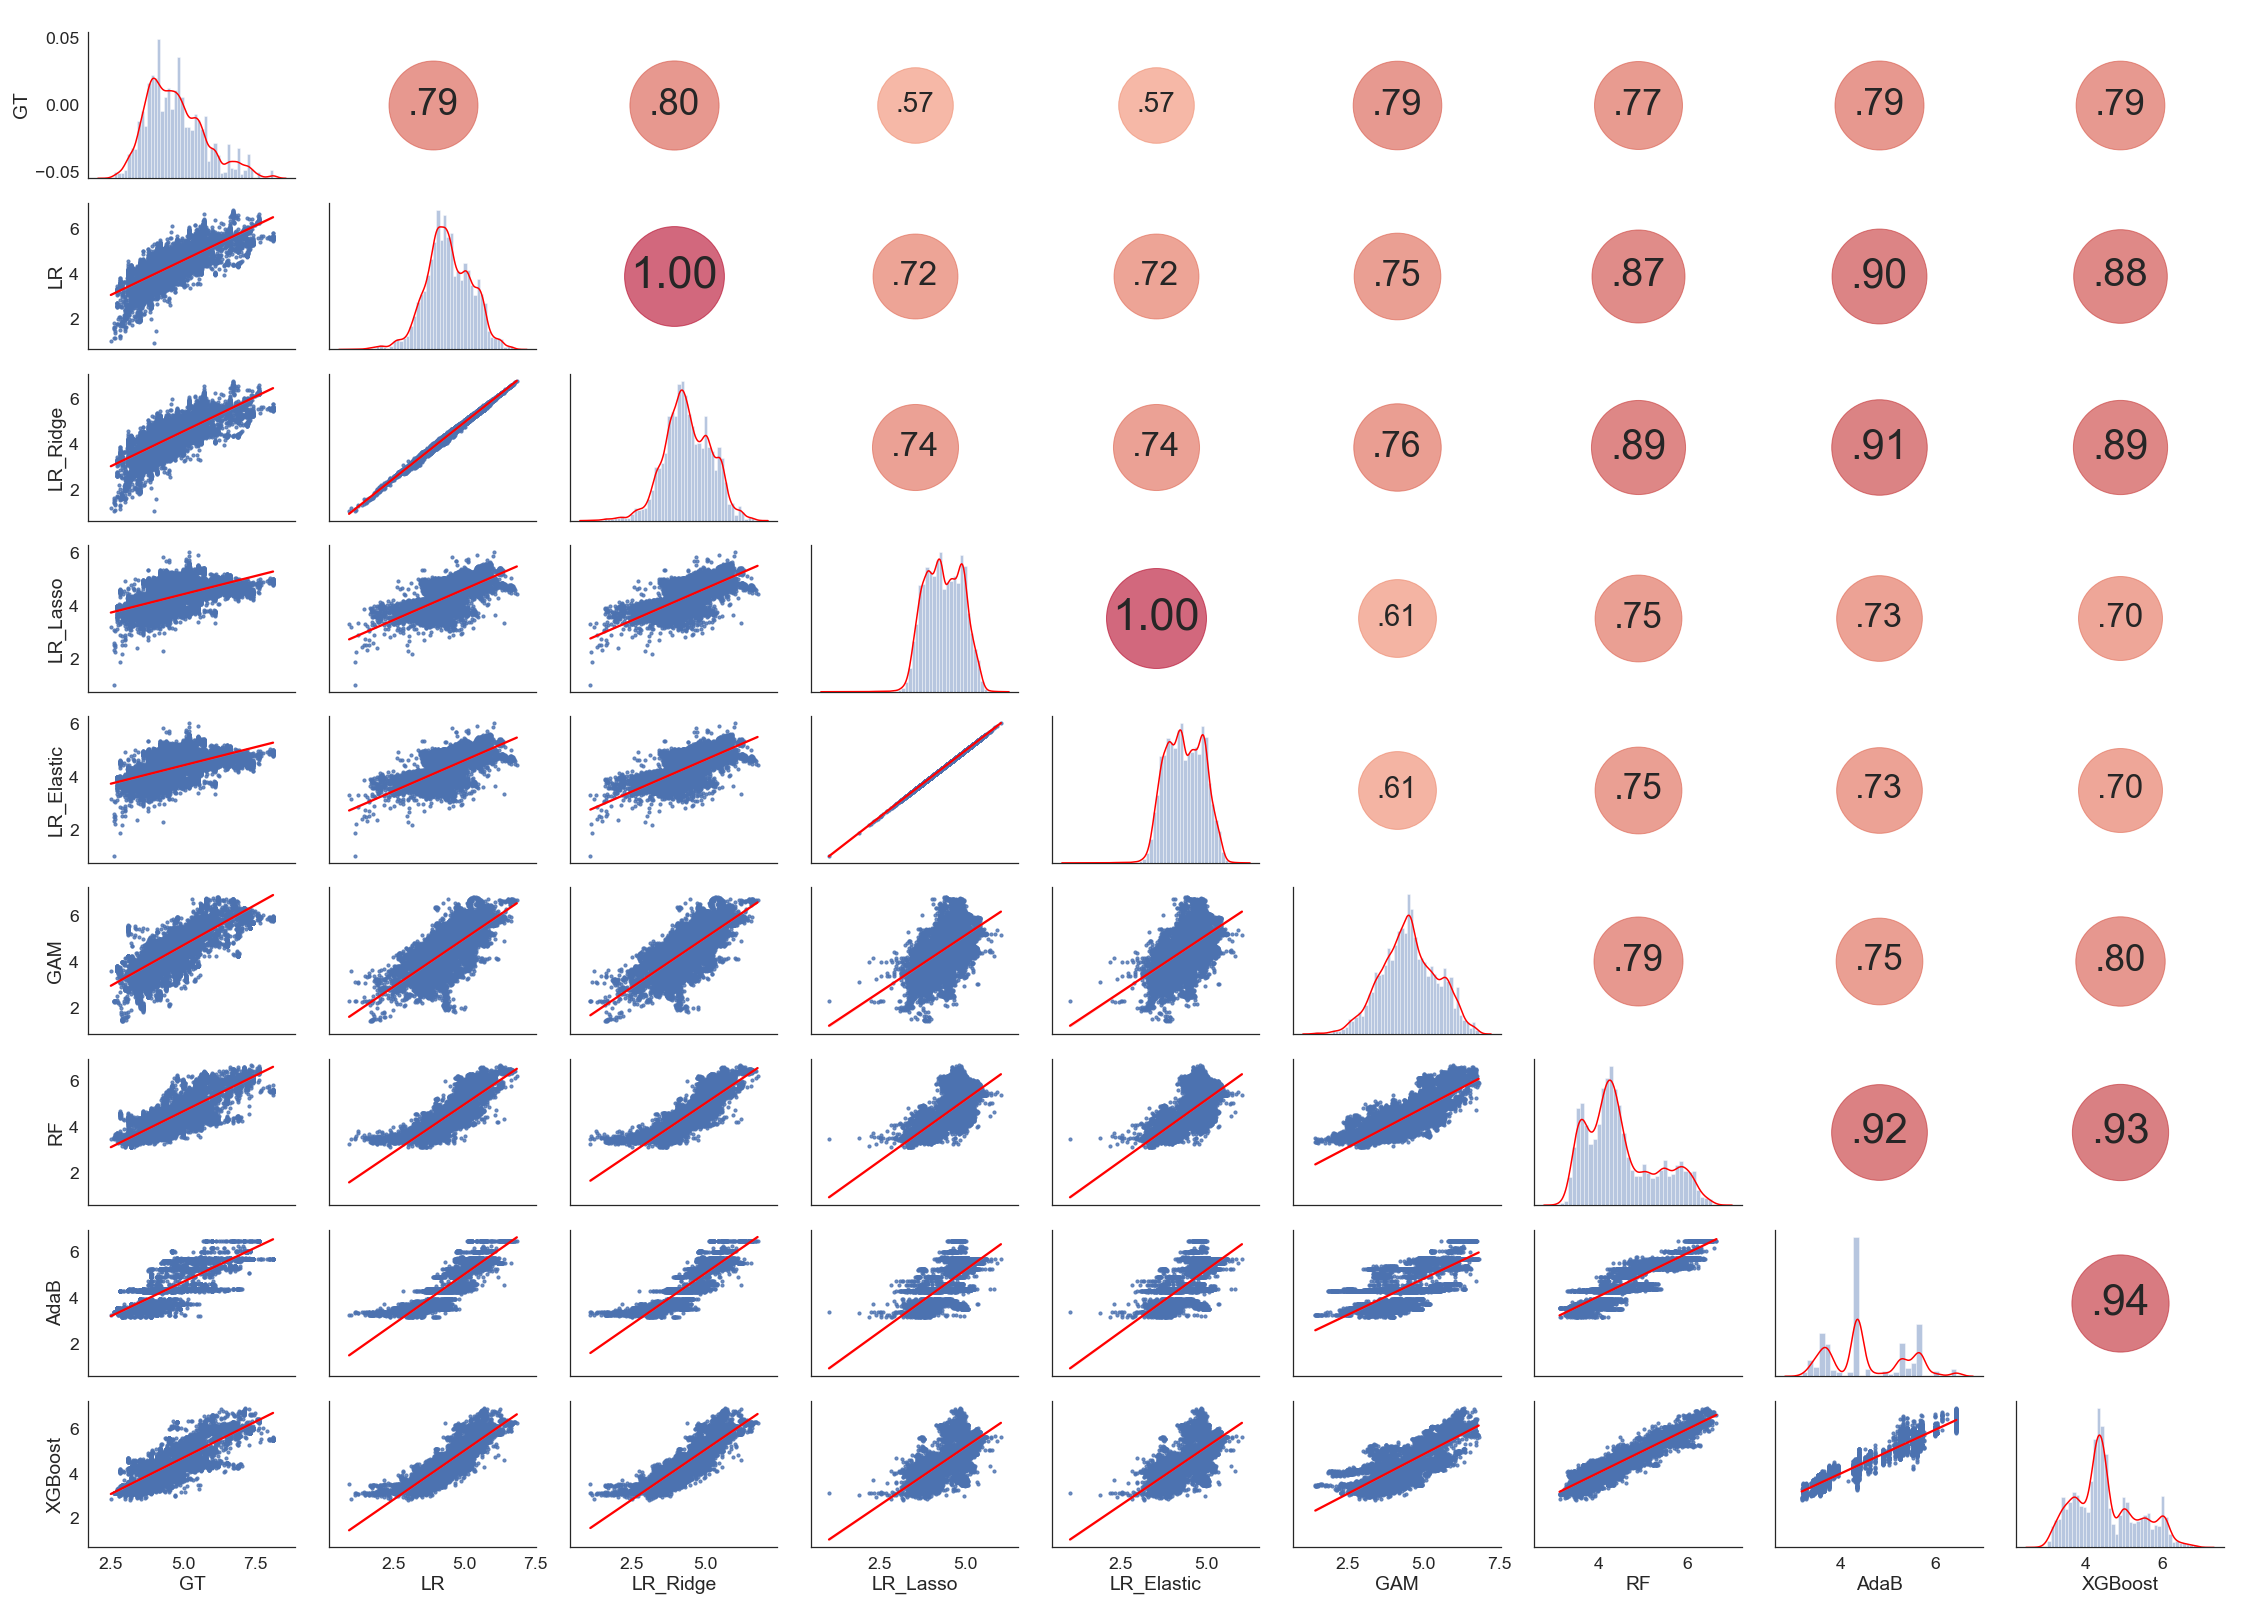 0.05
GT 0.00 .79 .80 .57 .57 .79 .77 .79 .79
−0.05
6
LR 4 1.00 .72 .72 .75 .87 .90 .88
2
6
LR_Ridge 4 .74 .74 .76 .89 .91 .89
2
6
LR_Lasso 4 1.00 .61 .75 .73 .70
2
6
LR_Elastic 4 .61 .75 .73 .70
2
6
GAM 4 .79 .75 .80
2
6
RF 4 .92 .93
2
6
AdaB 4 .94
2
6
XGBoost 4
2
2.5 5.0 7.5 2.5 5.0 7.5 2.5 5.0 2.5 5.0 2.5 5.0 2.5 5.0 7.5 4 6 4 6 4 6
GT LR LR_Ridge LR_Lasso LR_Elastic GAM RF AdaB XGBoost